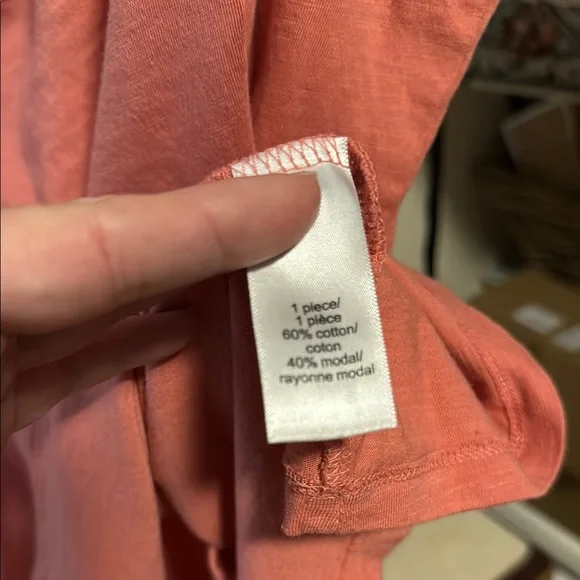 1 piece/
1 pièce
60% cotton/
coton
40% modal/
rayonne modal